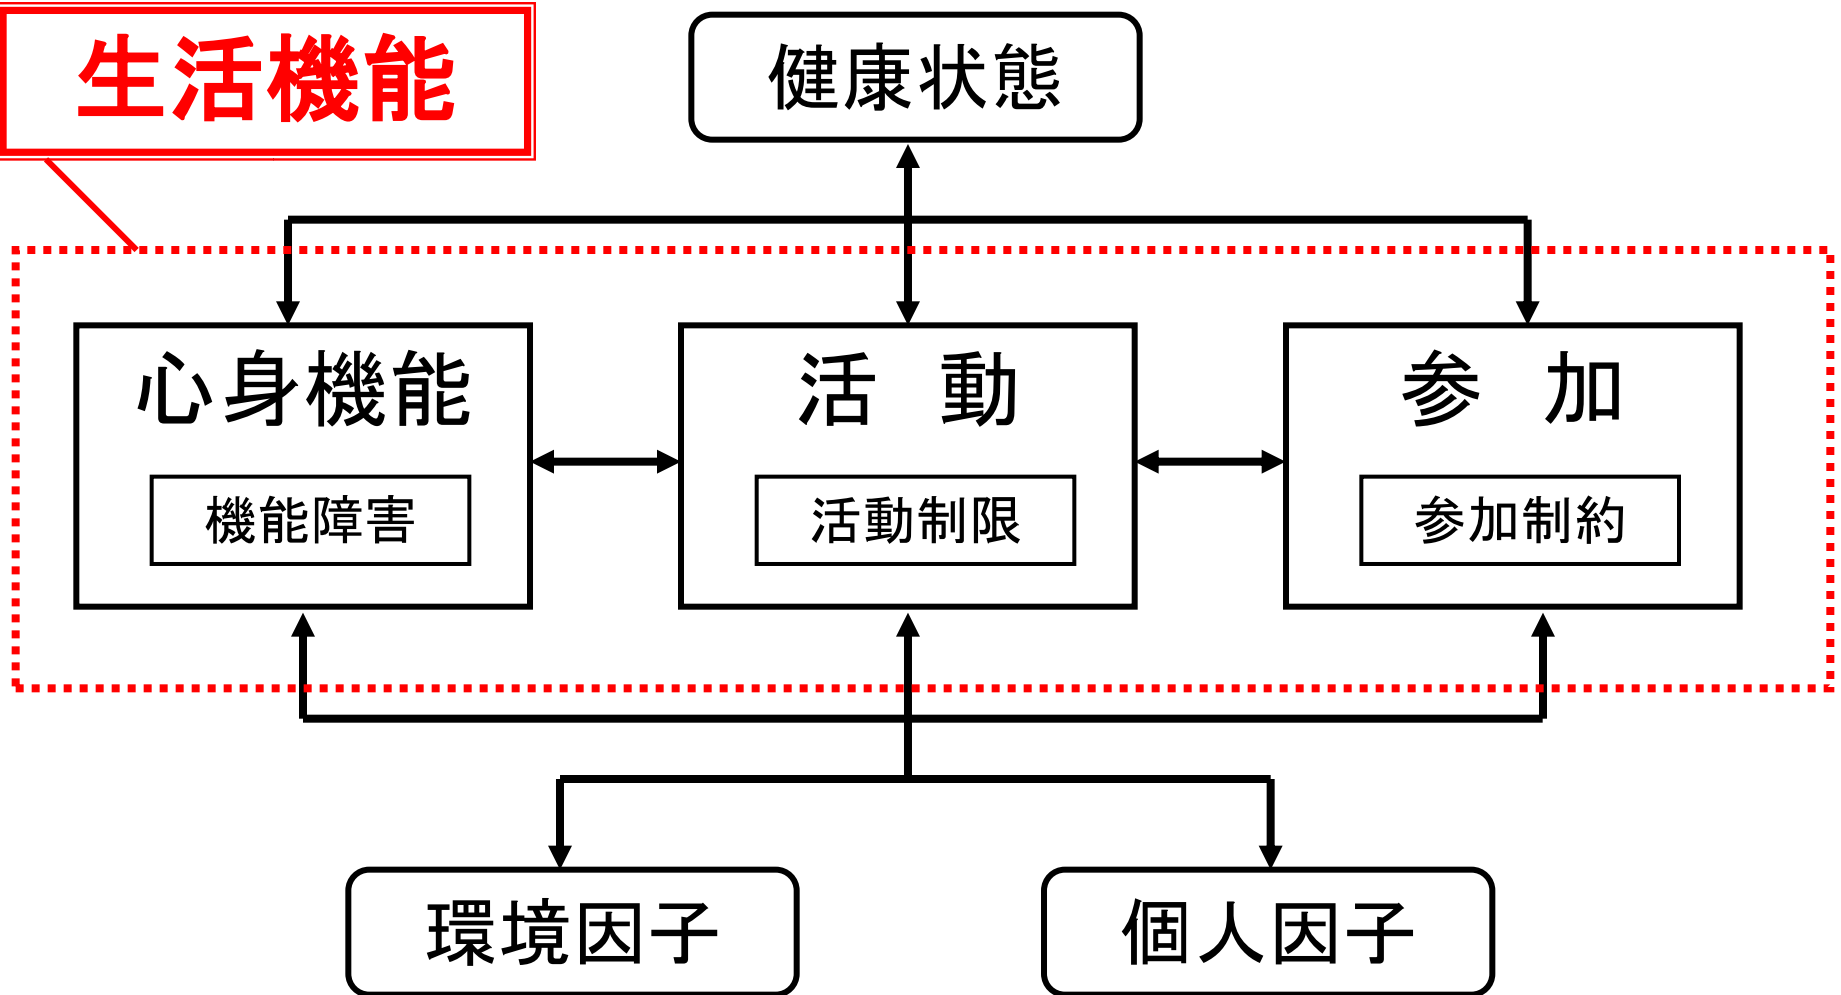 生活機能
健康状態
心身機能
活 動
参 加
機能障害
活動制限
参加制約
環境因子
個人因子